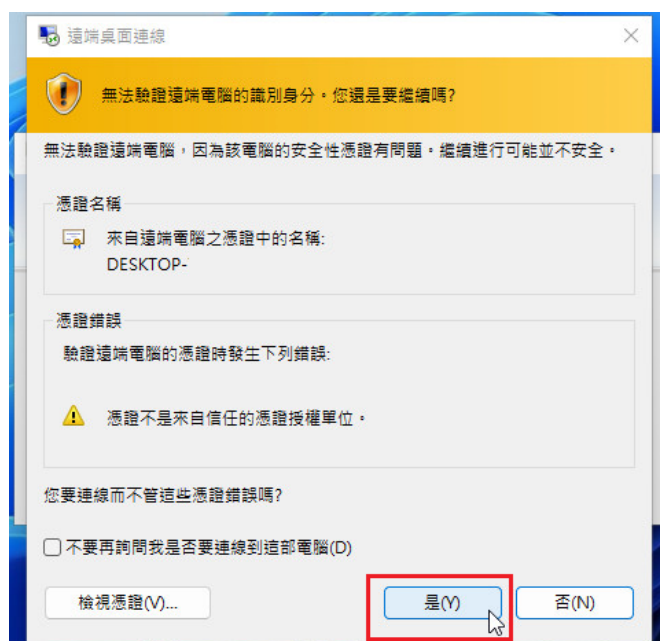 遠端桌面連線
無法驗證遠端電腦的識別身分。您還是要繼續嗎?
無法驗證遠端電腦，因為該電腦的安全性憑證有問題。繼續進行可能並不安全。
憑證名稱
來自遠端電腦之憑證中的名稱:
DESKTOP-
憑證錯誤
驗證遠端電腦的憑證時發生下列錯誤:
憑證不是來自信任的憑證授權單位。
您要連線而不管這些憑證錯誤嗎?
不要再詢問我是否要連線到這部電腦(D)
檢視憑證(V)... 是(Y) 否(N)